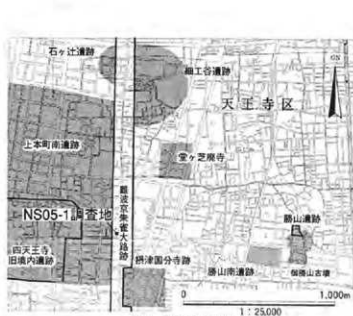 石ヶ辻遺跡
細工谷遺跡
天王寺区
上本町南遺跡
堂ヶ芝廃寺
難波京朱雀大路跡
NS05-1調査地
勝山遺跡
四天王寺
旧境内遺跡
摂津国分寺跡
勝山南遺跡
御勝山古墳
0
1,000m
1:25,000